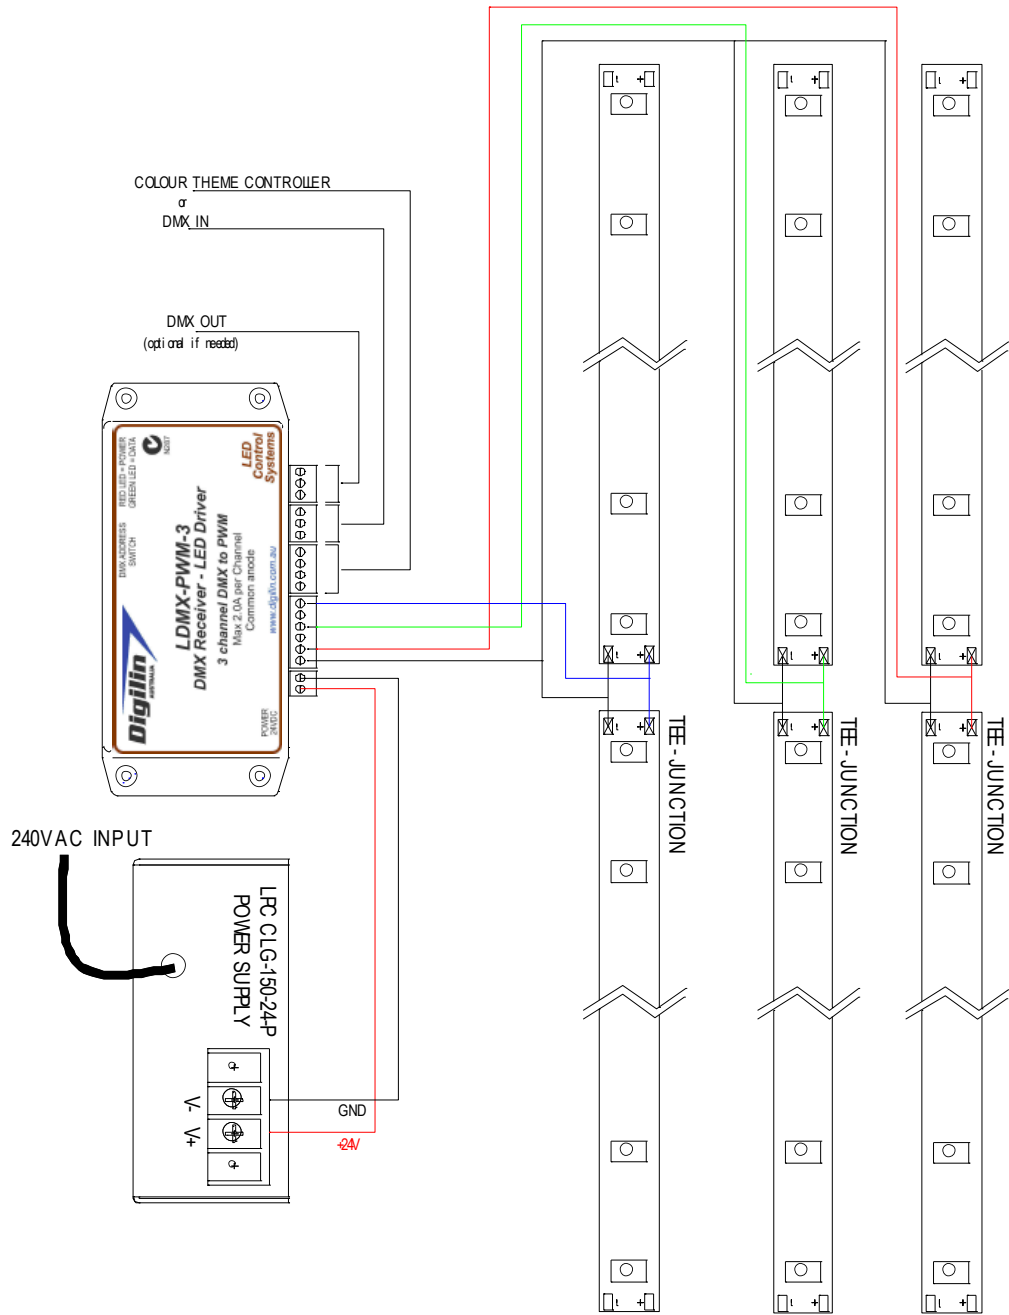 COLOUR THEME CONTROLLER
or
DMX IN
DMX OUT
(optional if needed)
RED LED = POWER
GREEN LED = DATA
N2837
DMX ADDRESS
SWITCH
LED
Control
Systems
LDMX-PWM-3
DMX Receiver - LED Driver
3 channel DMX to PWM
Max 2.0A per Channel
Common anode
www.digilin.com.au
Digilin
AUSTRALIA
POWER
24VDC
240VAC INPUT
LPC CLG-150-24-P
POWER SUPPLY
V-
V+
GND
+24V
TEE-JUNCTION
TEE-JUNCTION
TEE-JUNCTION